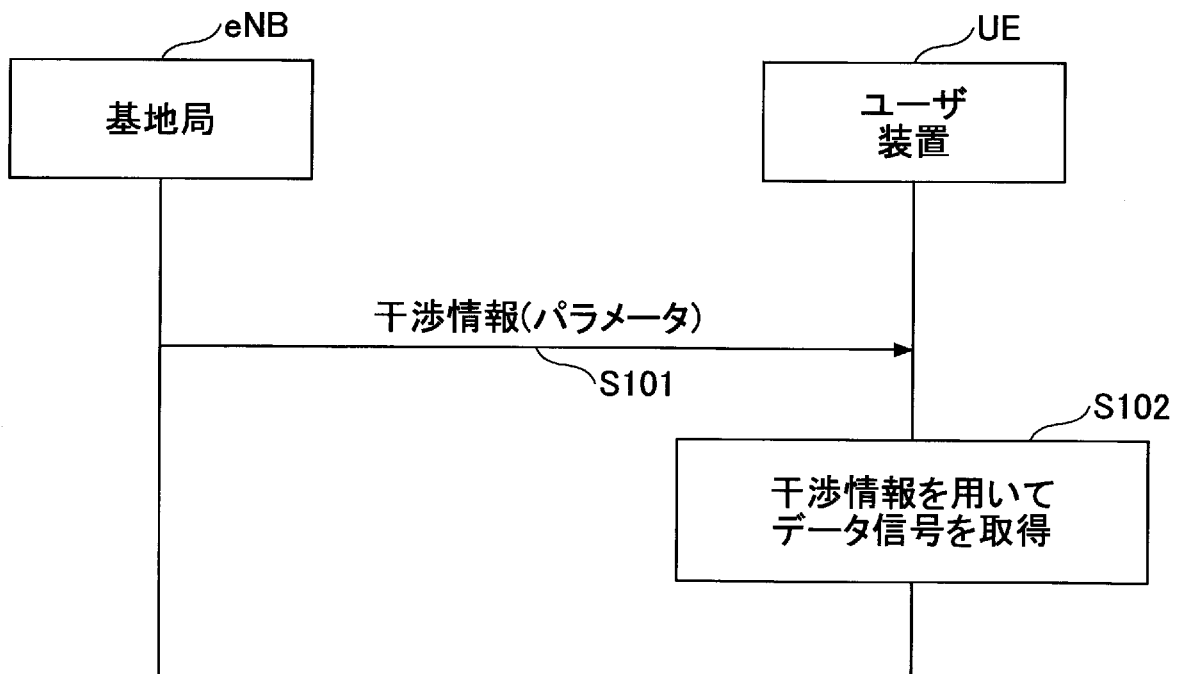 eNB
UE
基地局
ユーザ
装置
干渉情報(パラメータ)
S101
S102
干渉情報を用いて
データ信号を取得